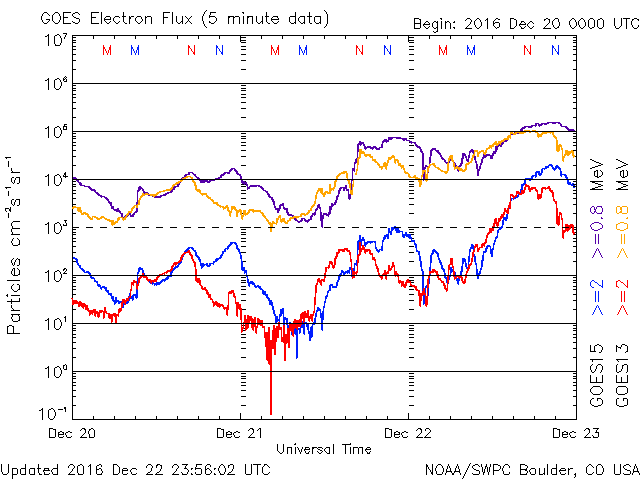 GOES Electron Flux (5 minute data)
Begin: 2016 Dec 20 0000 UTC
10⁷
M M N N M M N N M M N N
10⁶
10⁵
10⁴
10³
10²
10¹
10⁰
10⁻¹
Particles cm⁻²s⁻¹sr⁻¹
Dec 20 Dec 21 Dec 22 Dec 23
Universal Time
GOES15 >=2 >=0.8 MeV
GOES13 >=2 >=0.8 MeV
Updated 2016 Dec 22 23:56:02 UTC
NOAA/SWPC Boulder, CO USA